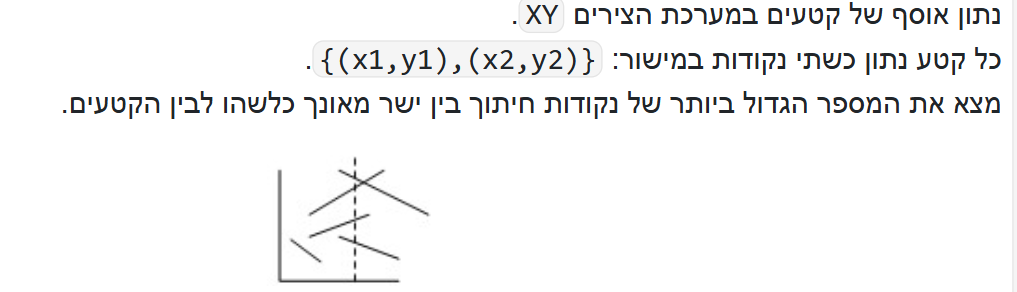 נתון אוסף של קטעים במערכת הצירים XY.
כל קטע נתון כשתי נקודות במישור: {(x1,y1),(x2,y2)}.
מצא את המספר הגדול ביותר של נקודות חיתוך בין ישר מאונך כלשהו לבין הקטעים.